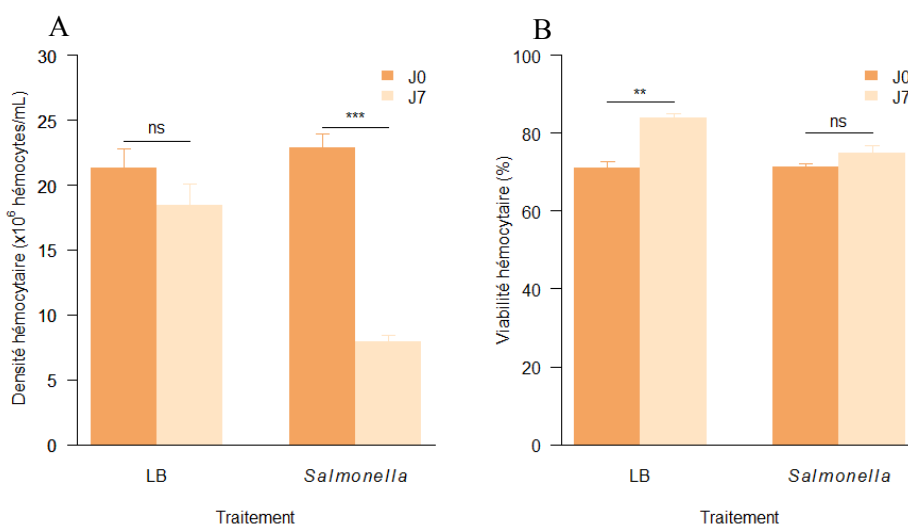 A
Densité hémocytaire (x10⁶ hémocytes/mL)
30
25
20
15
10
5
0
J0
J7
ns
***
LB
Salmonella
Traitement
B
Viabilité hémocytaire (%)
100
80
60
40
20
0
J0
J7
**
ns
LB
Salmonella
Traitement